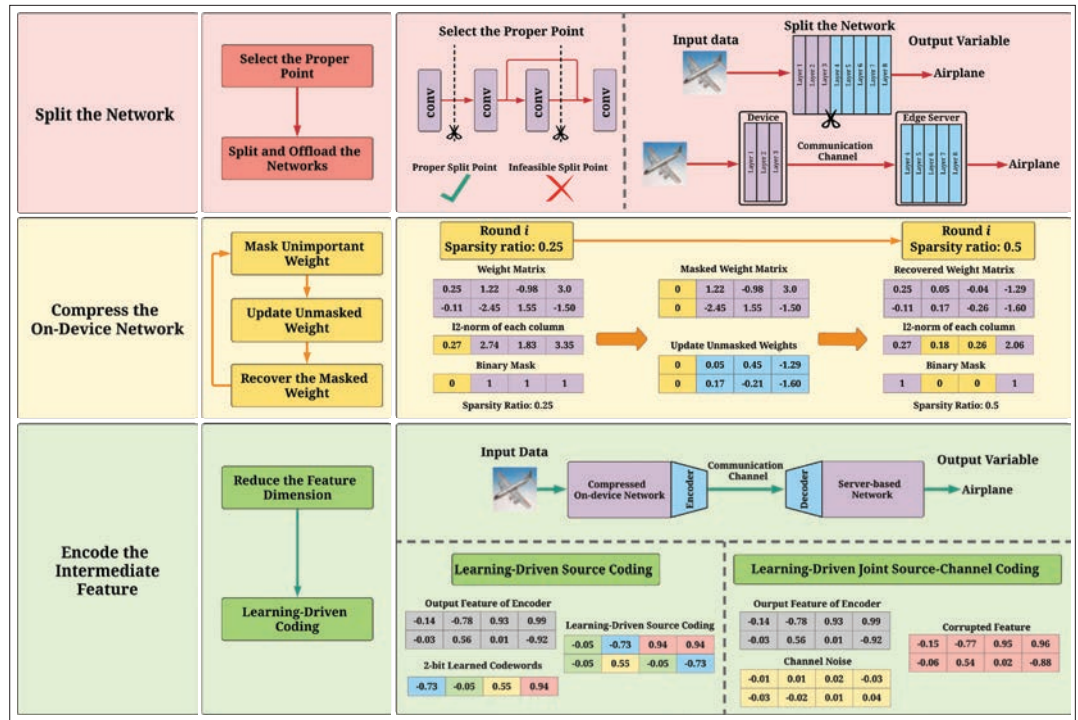 Split the Network
Select the Proper
Point
Split and Offload the
Networks
Select the Proper Point
conv
conv
conv
conv
Proper Split Point
Infeasible Split Point
Split the Network
Input data
Output Variable
Layer 1
Layer 2
Layer 3
Layer 4
Layer 5
Layer 6
Layer 7
Layer 8
Airplane
Device
Layer 1
Layer 2
Layer 3
Communication
Channel
Edge Server
Layer 4
Layer 5
Layer 6
Layer 7
Layer 8
Airplane
Compress the
On-Device Network
Mask Unimportant
Weight
Update Unmasked
Weight
Recover the Masked
Weight
Round i
Sparsity ratio: 0.25
Weight Matrix
0.25 1.22 -0.98 3.0
-0.11 -2.45 1.55 -1.50
l2-norm of each column
0.27 2.74 1.83 3.35
Binary Mask
0 1 1 1
Sparsity Ratio: 0.25
Masked Weight Matrix
0 1.22 -0.98 3.0
0 -2.45 1.55 -1.50
Update Unmasked Weights
0 0.05 0.45 -1.29
0 0.17 -0.21 -1.60
Round i
Sparsity ratio: 0.5
Recovered Weight Matrix
0.25 0.05 -0.04 -1.29
-0.11 0.17 -0.26 -1.60
l2-norm of each column
0.27 0.18 0.26 2.06
Binary Mask
1 0 0 1
Sparsity Ratio: 0.5
Encode the
Intermediate
Feature
Reduce the Feature
Dimension
Learning-Driven
Coding
Input Data
Compressed
On-device Network
Encoder
Communication
Channel
Decoder
Server-based
Network
Output Variable
Airplane
Learning-Driven Source Coding
Output Feature of Encoder
-0.14 -0.78 0.93 0.99
-0.03 0.56 0.01 -0.92
2-bit Learned Codewords
-0.73 -0.05 0.55 0.94
Learning-Driven Source Coding
-0.05 -0.73 0.94 0.94
-0.05 0.55 -0.05 -0.73
Learning-Driven Joint Source-Channel Coding
Ourput Feature of Encoder
-0.14 -0.78 0.93 0.99
-0.03 0.56 0.01 -0.92
Channel Noise
-0.01 0.01 0.02 -0.03
-0.03 -0.02 0.01 0.04
Corrupted Feature
-0.15 -0.77 0.95 0.96
-0.06 0.54 0.02 -0.88